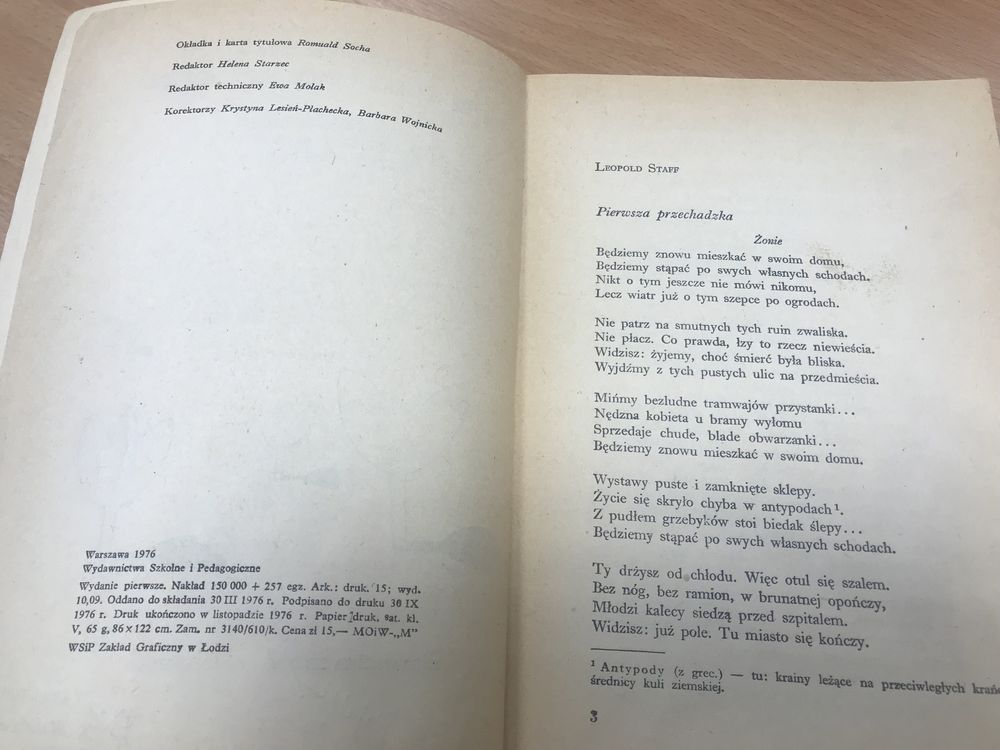 Okładka i karta tytułowa Romuald Socha
Redaktor Helena Starzec
Redaktor techniczny Ewa Molak
Korektorzy Krystyna Lesień-Płachecka, Barbara Wojnicka
Warszawa 1976
Wydawnictwa Szkolne i Pedagogiczne
Wydanie pierwsze. Nakład 150 000 + 257 egz. Ark.: druk. 15; wyd.
10,09. Oddano do składania 30 III 1976 r. Podpisano do druku 30 IX
1976 r. Druk ukończono w listopadzie 1976 r. Papier druk. sat. kl.
V, 65 g, 86 × 122 cm. Zam. nr 3140/610/k. Cena zł 15,— MOiW-„M”
WSiP Zakład Graficzny w Łodzi
LEOPOLD STAFF
Pierwsza przechadzka
Żonie
Będziemy znowu mieszkać w swoim domu,
Będziemy stąpać po swych własnych schodach.
Nikt o tym jeszcze nie mówi nikomu,
Lecz wiatr już o tym szepce po ogrodach.
Nie patrz na smutnych tych ruin zwaliska.
Nie płacz. Co prawda, łzy to rzecz niewieścia.
Widzisz: żyjemy, choć śmierć była bliska.
Wyjdźmy z tych pustych ulic na przedmieścia.
Mińmy bezludne tramwajów przystanki...
Nędzna kobieta u bramy wyłomu
Sprzedaje chude, blade obwarzanki...
Będziemy znowu mieszkać w swoim domu.
Wystawy puste i zamknięte sklepy.
Życie się skryło chyba w antypodach¹.
Z pudłem grzebyków stoi biedak ślepy...
Będziemy stąpać po swych własnych schodach.
Ty drżysz od chłodu. Więc otul się szalem.
Bez nóg, bez ramion, w brunatnej opończy,
Młodzi kalecy siedzą przed szpitalem.
Widzisz: już pole. Tu miasto się kończy.
¹ Antypody (z grec.) — tu: krainy leżące na przeciwległych
średnicy kuli ziemskiej.
3